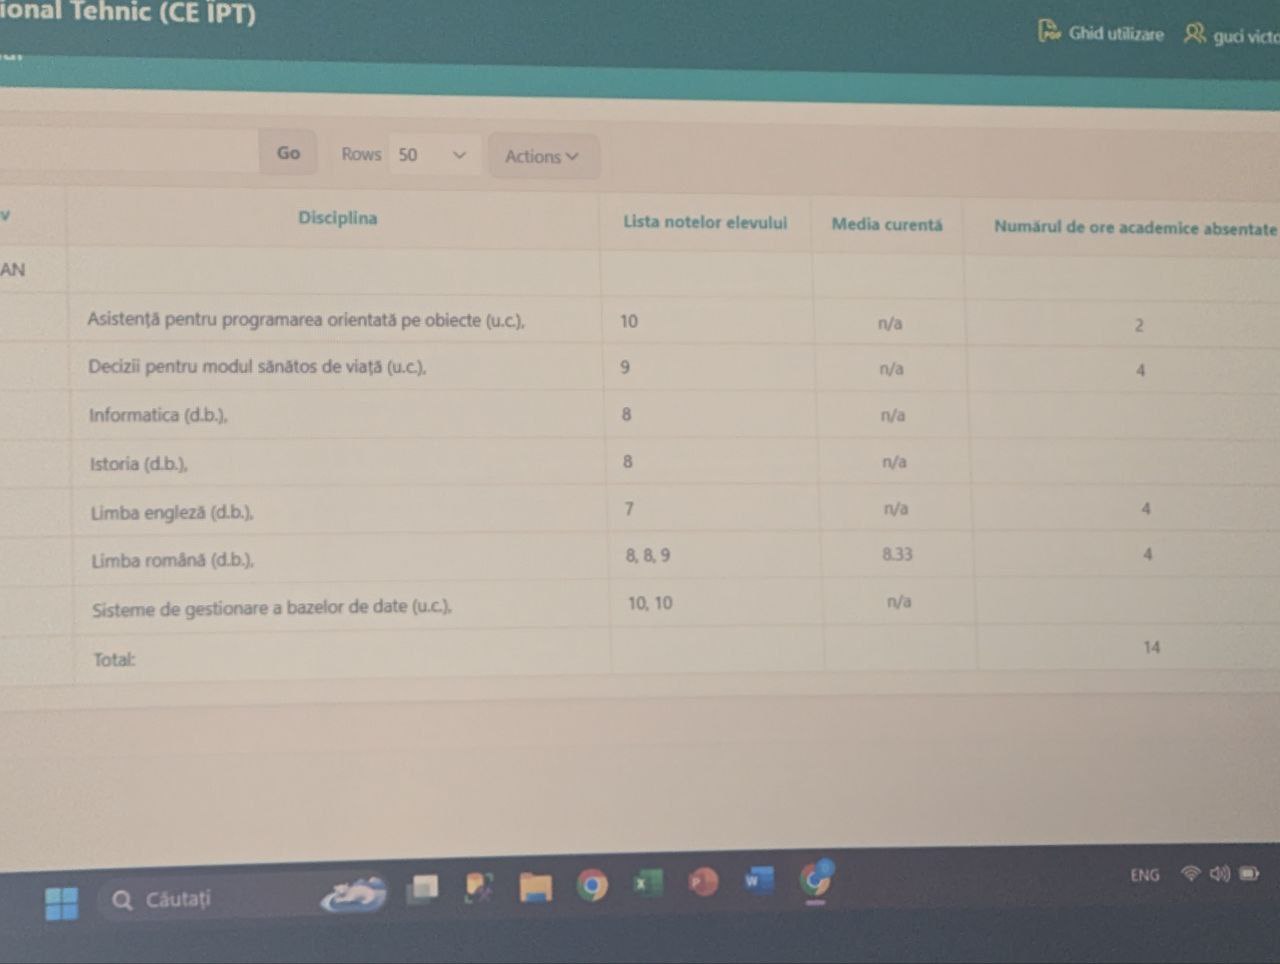 ional Tehnic (CE ÎPT)
Ghid utilizare
guci victo
Go
Rows 50
Actions
v
Disciplina
Lista notelor elevului
Media curentă
Numărul de ore academice absentate
AN
Asistență pentru programarea orientată pe obiecte (u.c.), 10 n/a 2
Decizii pentru modul sănătos de viață (u.c.), 9 n/a 4
Informatica (d.b.), 8 n/a
Istoria (d.b.), 8 n/a
Limba engleză (d.b.), 7 n/a 4
Limba română (d.b.), 8, 8, 9 8.33 4
Sisteme de gestionare a bazelor de date (u.c.), 10, 10 n/a
Total: 14
Căutați
ENG